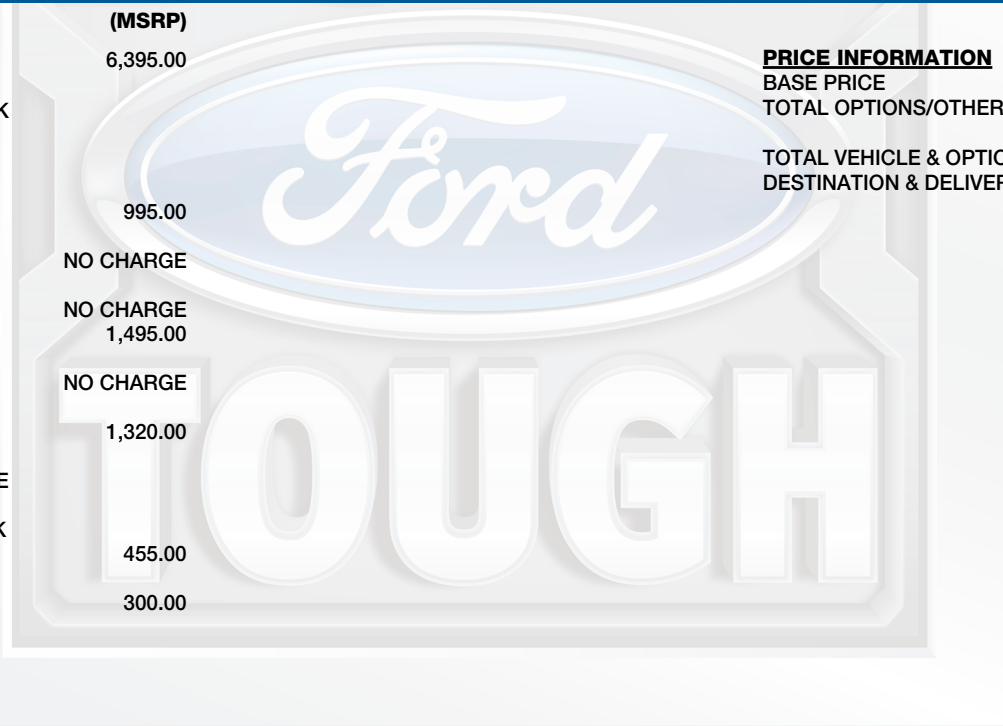 (MSRP)
6,395.00
K
995.00
NO CHARGE
NO CHARGE
1,495.00
NO CHARGE
1,320.00
E
K
455.00
300.00
Ford
TOUGH
PRICE INFORMATION
BASE PRICE
TOTAL OPTIONS/OTHER
TOTAL VEHICLE & OPTIO
DESTINATION & DELIVER